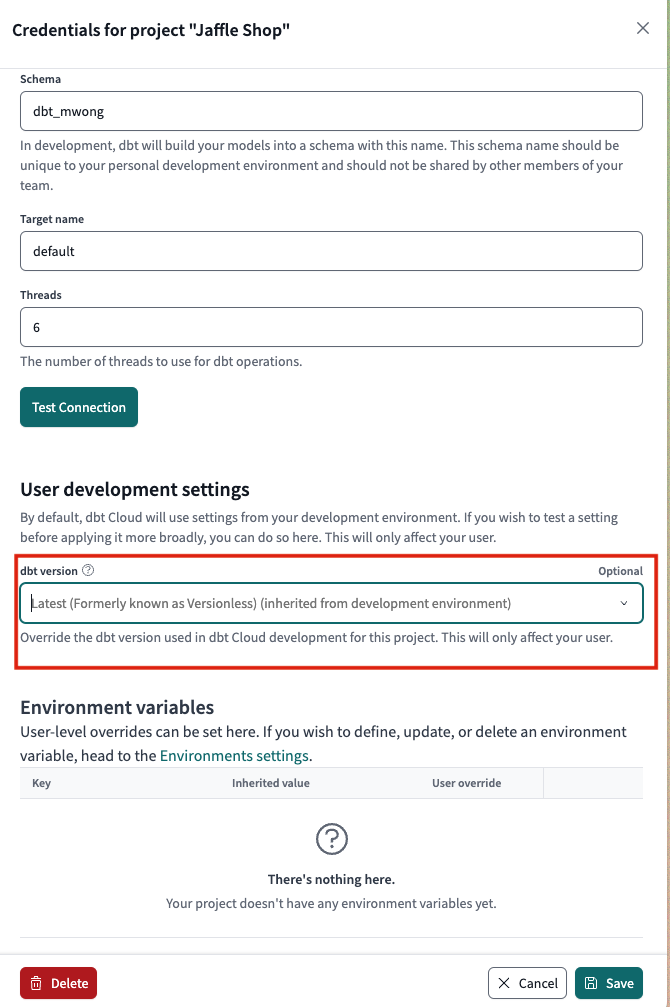 Credentials for project "Jaffle Shop"
Schema
dbt_mwong
In development, dbt will build your models into a schema with this name. This schema name should be
unique to your personal development environment and should not be shared by other members of your
team.
Target name
default
Threads
6
The number of threads to use for dbt operations.
Test Connection
User development settings
By default, dbt Cloud will use settings from your development environment. If you wish to test a setting
before applying it more broadly, you can do so here. This will only affect your user.
dbt version ? Optional
Latest (Formerly known as Versionless) (inherited from development environment)
Override the dbt version used in dbt Cloud development for this project. This will only affect your user.
Environment variables
User-level overrides can be set here. If you wish to define, update, or delete an environment
variable, head to the Environments settings.
Key Inherited value User override
?
There's nothing here.
Your project doesn't have any environment variables yet.
Delete Cancel Save